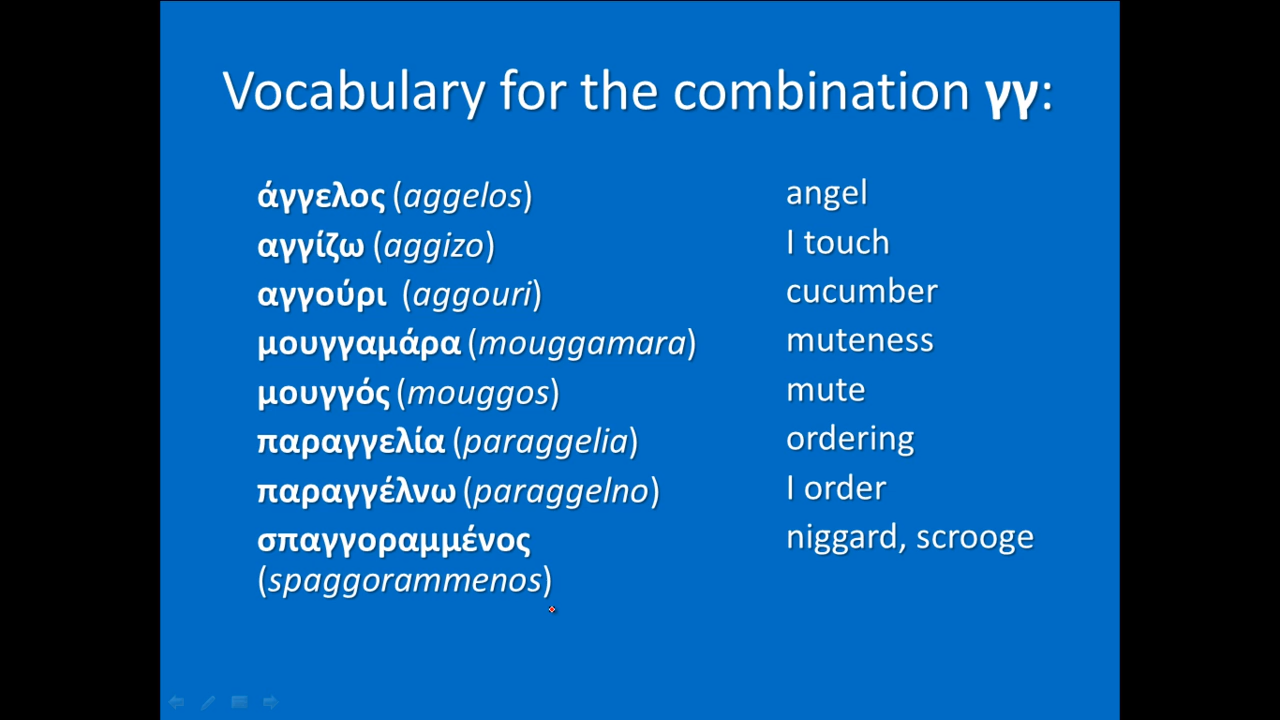 Vocabulary for the combination γγ:
άγγελος (aggelos) angel
αγγίζω (aggizo) I touch
αγγούρι (aggouri) cucumber
μουγγαμάρα (mouggamara) muteness
μουγγός (mouggos) mute
παραγγελία (paraggelia) ordering
παραγγέλνω (paraggelno) I order
σπαγγοραμμένος niggard, scrooge
(spaggorammenos)